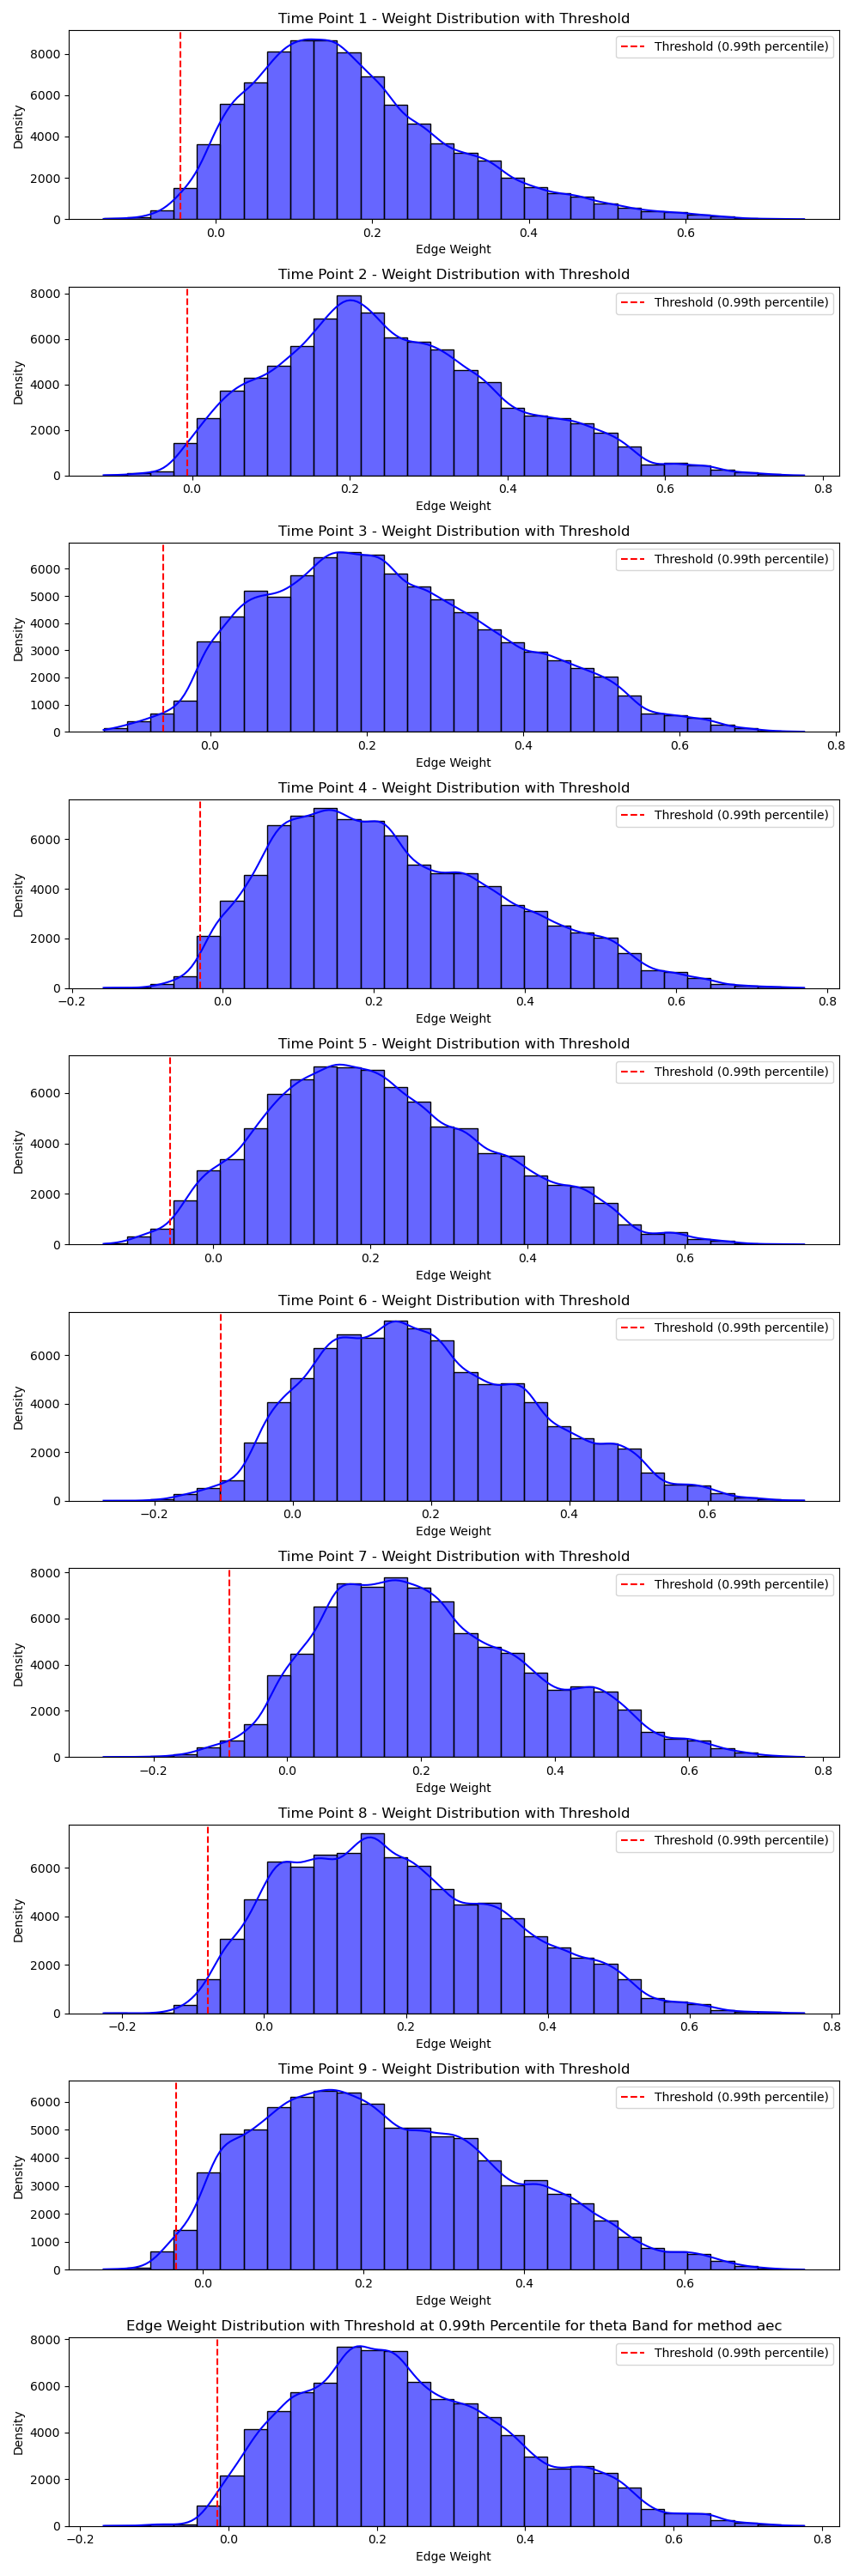 Time Point 1 - Weight Distribution with Threshold
Threshold (0.99th percentile)
Density
8000
6000
4000
2000
0
0.0 0.2 0.4 0.6
Edge Weight
Time Point 2 - Weight Distribution with Threshold
Threshold (0.99th percentile)
Density
8000
6000
4000
2000
0
0.0 0.2 0.4 0.6 0.8
Edge Weight
Time Point 3 - Weight Distribution with Threshold
Threshold (0.99th percentile)
Density
6000
5000
4000
3000
2000
1000
0
0.0 0.2 0.4 0.6 0.8
Edge Weight
Time Point 4 - Weight Distribution with Threshold
Threshold (0.99th percentile)
Density
6000
4000
2000
0
−0.2 0.0 0.2 0.4 0.6 0.8
Edge Weight
Time Point 5 - Weight Distribution with Threshold
Threshold (0.99th percentile)
Density
6000
4000
2000
0
0.0 0.2 0.4 0.6
Edge Weight
Time Point 6 - Weight Distribution with Threshold
Threshold (0.99th percentile)
Density
6000
4000
2000
0
−0.2 0.0 0.2 0.4 0.6
Edge Weight
Time Point 7 - Weight Distribution with Threshold
Threshold (0.99th percentile)
Density
8000
6000
4000
2000
0
−0.2 0.0 0.2 0.4 0.6 0.8
Edge Weight
Time Point 8 - Weight Distribution with Threshold
Threshold (0.99th percentile)
Density
6000
4000
2000
0
−0.2 0.0 0.2 0.4 0.6 0.8
Edge Weight
Time Point 9 - Weight Distribution with Threshold
Threshold (0.99th percentile)
Density
6000
5000
4000
3000
2000
1000
0
0.0 0.2 0.4 0.6
Edge Weight
Edge Weight Distribution with Threshold at 0.99th Percentile for theta Band for method aec
Threshold (0.99th percentile)
Density
8000
6000
4000
2000
0
−0.2 0.0 0.2 0.4 0.6 0.8
Edge Weight